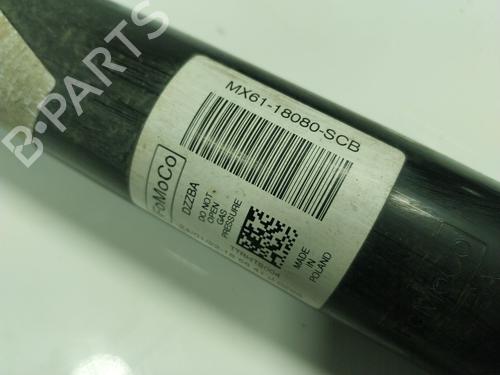 MX61-18080-SCB
FoMoCo
DZZBA
DO NOT
OPEN
GAS
PRESSURE
MADE
IN
POLAND
B-PARTS